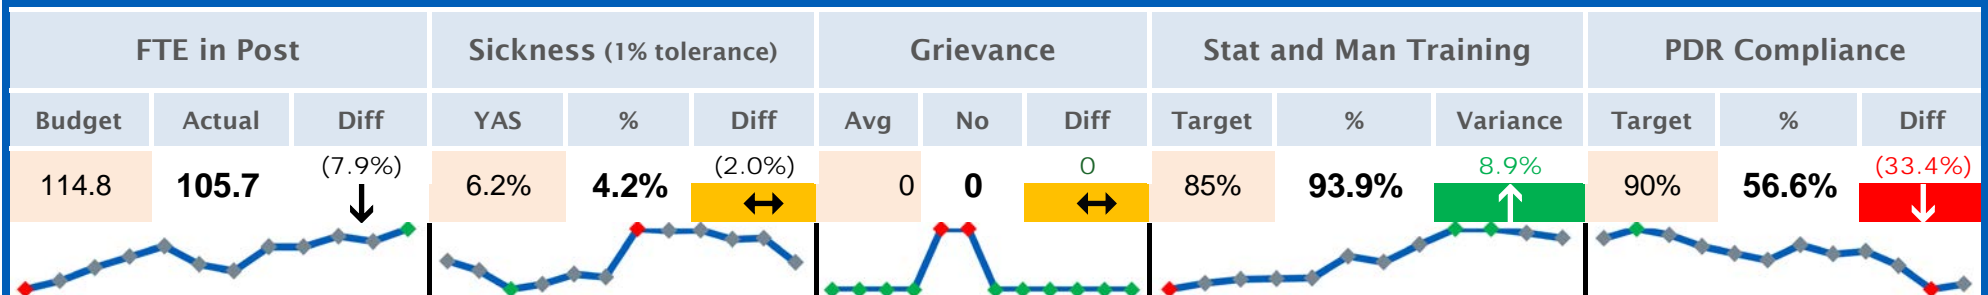 FTE in Post Sickness (1% tolerance) Grievance Stat and Man Training PDR Compliance
Budget Actual Diff YAS % Diff Avg No Diff Target % Variance Target % Diff
114.8 105.7 (7.9%) 6.2% 4.2% (2.0%) 0 0 0 85% 93.9% 8.9% 90% 56.6% (33.4%)